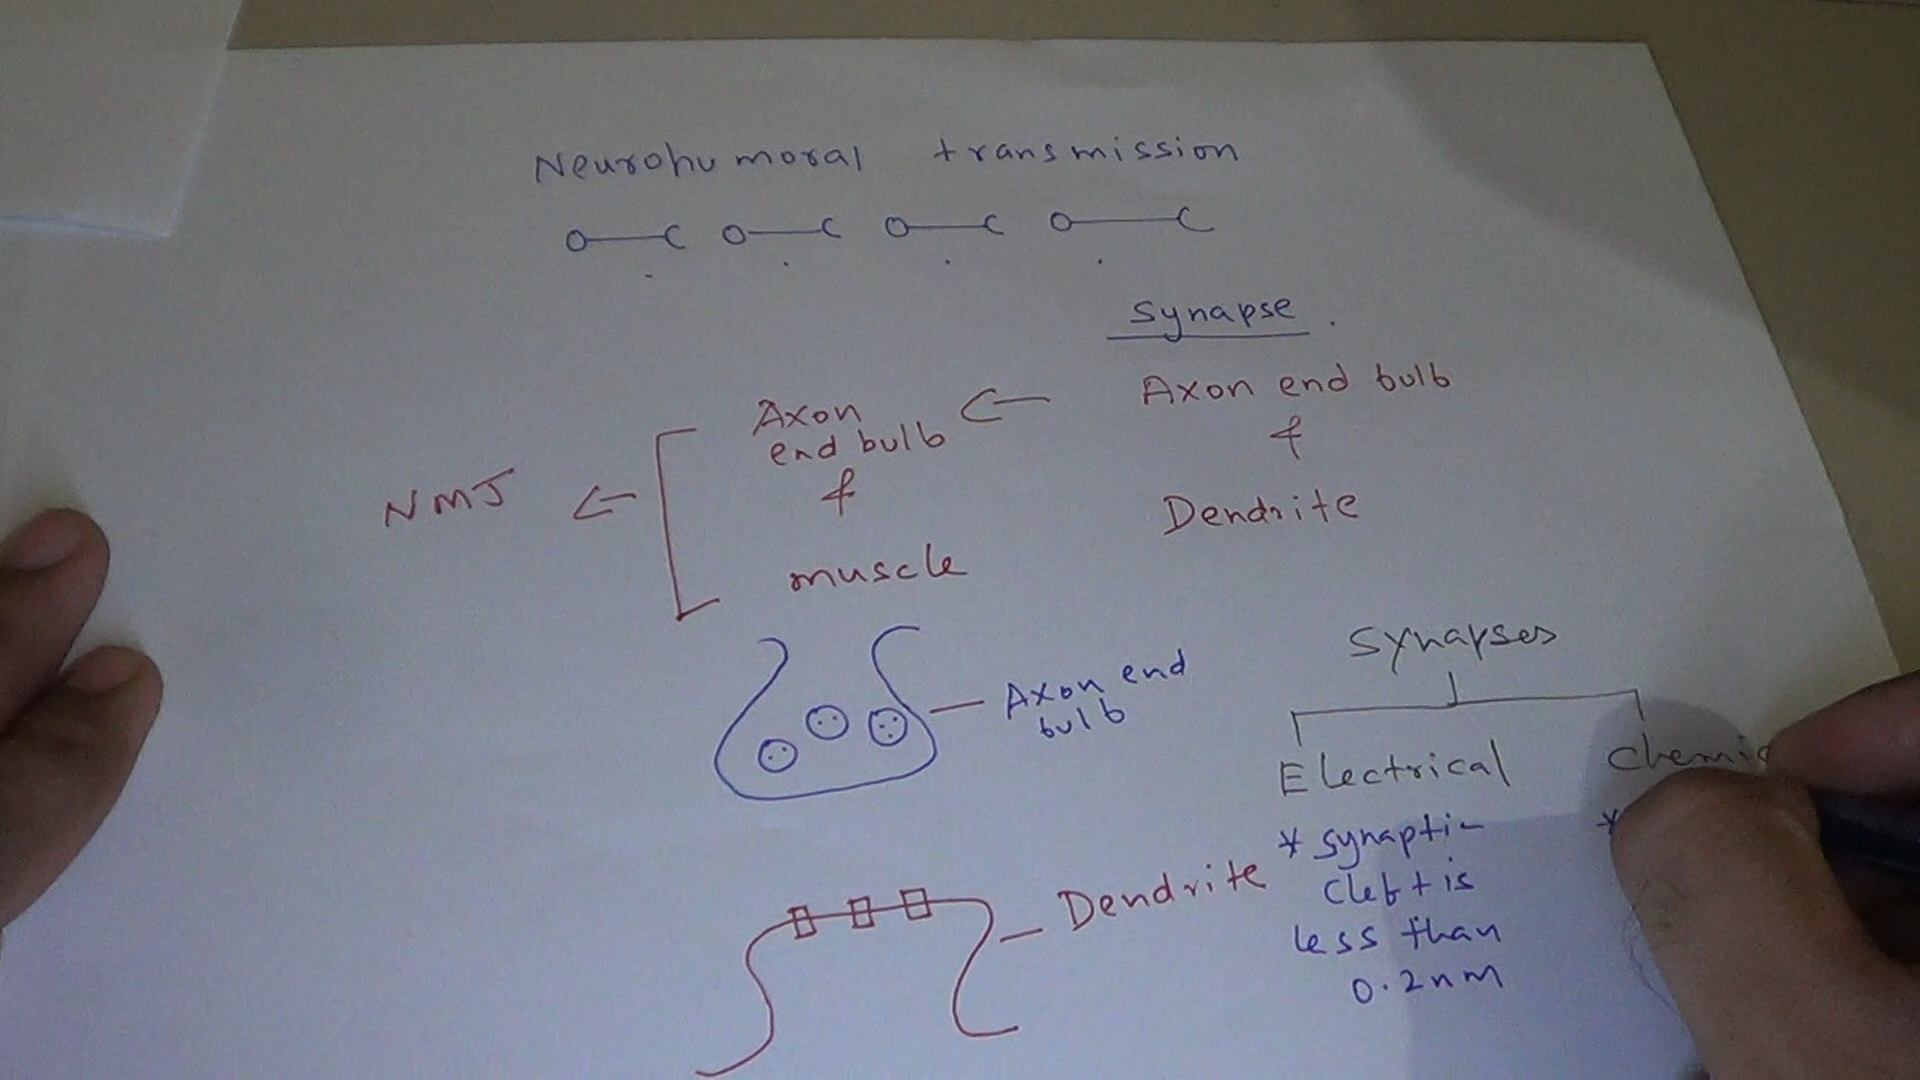 Neurohumoral transmission
Synapse.
Axon end bulb
&
Dendrite
Axon
end bulb
&
muscle
NMJ
Axon end
bulb
Dendrite
Synapses
Electrical
* synaptic
cleft is
less than
0.2nm
Chemic
*